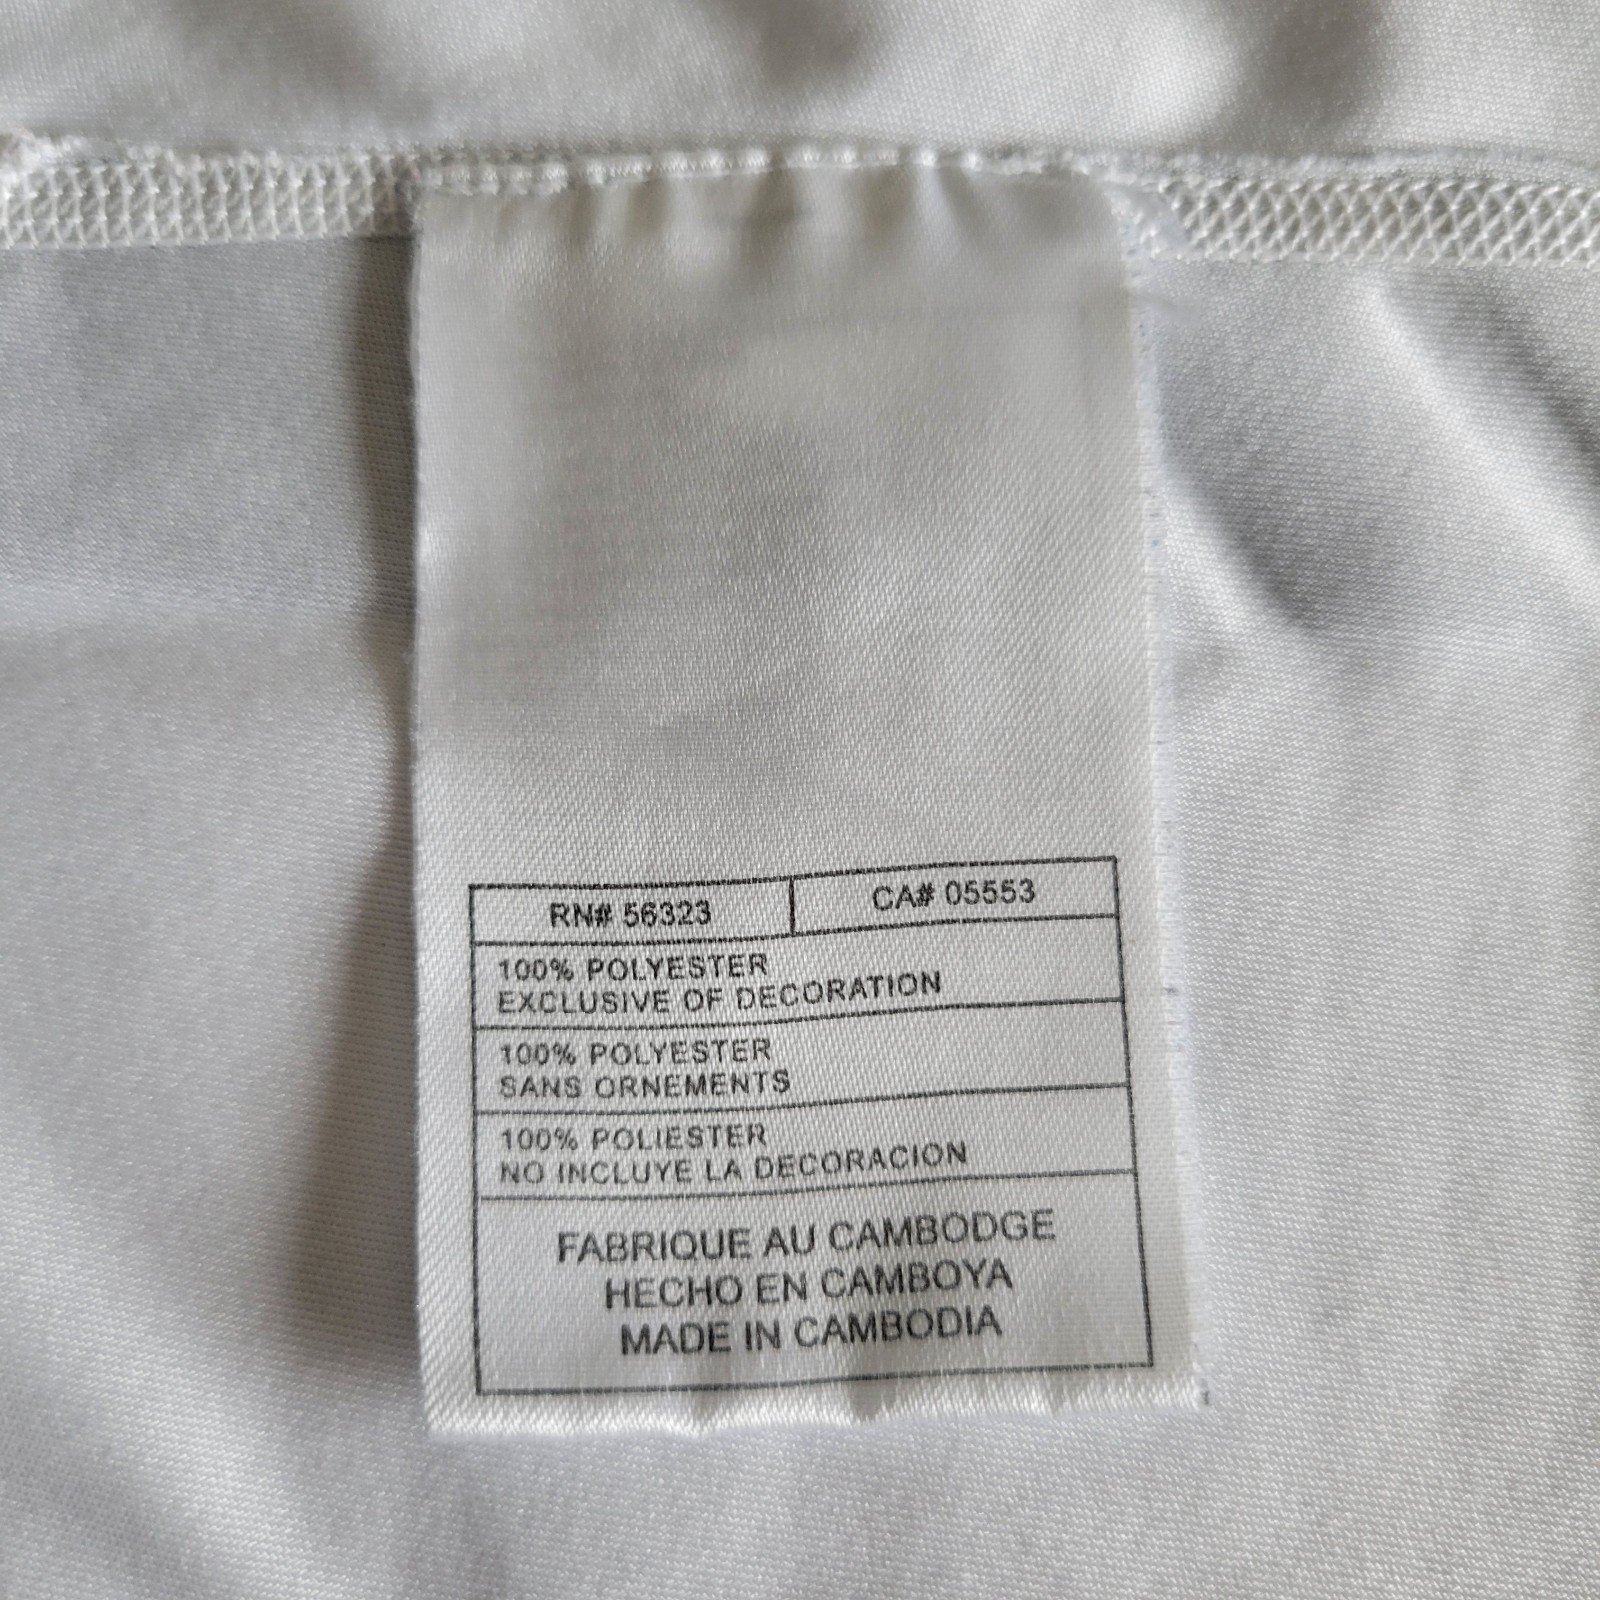 RN# 56323 CA# 05553
100% POLYESTER
EXCLUSIVE OF DECORATION
100% POLYESTER
SANS ORNEMENTS
100% POLIESTER
NO INCLUYE LA DECORACION
FABRIQUE AU CAMBODGE
HECHO EN CAMBOYA
MADE IN CAMBODIA